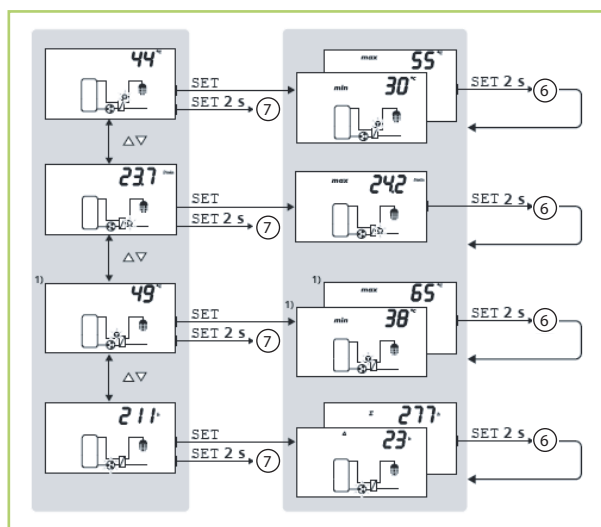 44 °C
SET
SET 2 s 7
max 55 °C
min 30 °C
SET 2 s 6
△▽
23.7 l/min
SET
SET 2 s 7
max 24.2 l/min
SET 2 s 6
△▽
1) 49 °C
SET
SET 2 s 7
1) max 65 °C
1) min 38 °C
SET 2 s 6
△▽
211 h
SET
SET 2 s 7
Σ 277 h
Δ 23 h
SET 2 s 6